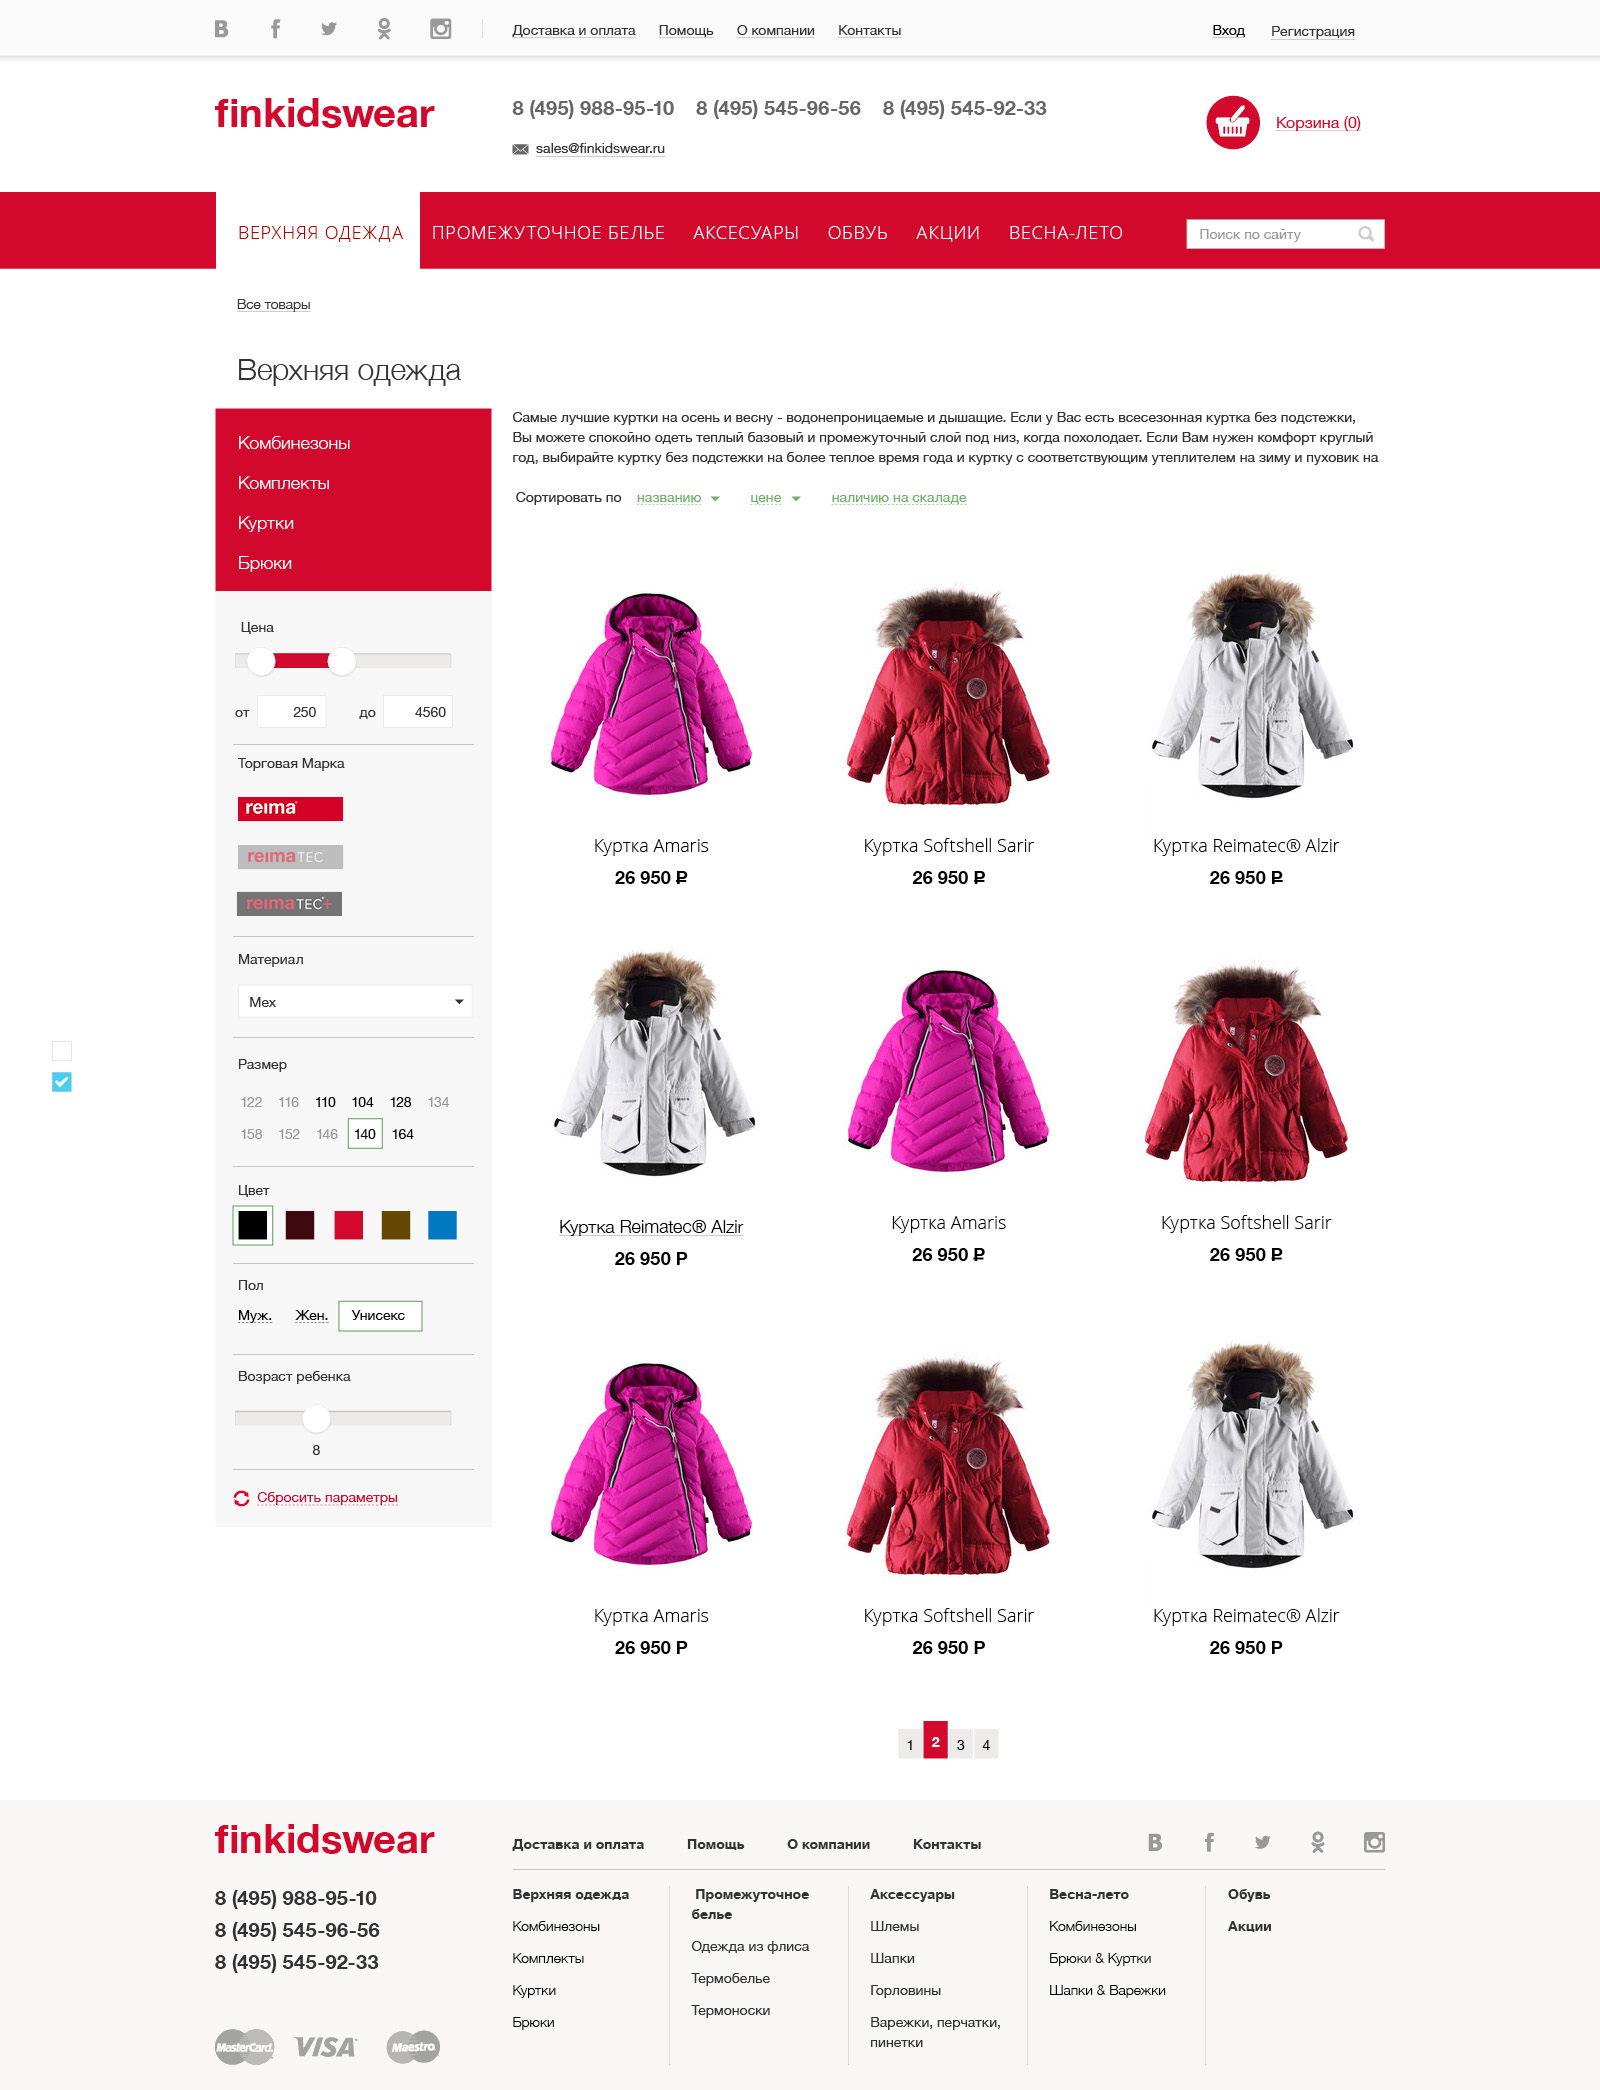 Доставка и оплата Помощь О компании Контакты Вход Регистрация
finkidswear
8 (495) 988-95-10 8 (495) 545-96-56 8 (495) 545-92-33
sales@finkidswear.ru
Корзина (0)
ВЕРХНЯЯ ОДЕЖДА ПРОМЕЖУТОЧНОЕ БЕЛЬЕ АКСЕСУАРЫ ОБВУЬ АКЦИИ ВЕСНА-ЛЕТО Поиск по сайту
Все товары
Верхняя одежда
Комбинезоны
Комплекты
Куртки
Брюки
Цена
от 250 до 4560
Торговая Марка
reima
reimaTEC
reimaTEC+
Материал
Мех
Размер
122 116 110 104 128 134
158 152 146 140 164
Цвет
Пол
Муж. Жен. Унисекс
Возраст ребенка
8
Сбросить параметры
Самые лучшие куртки на осень и весну - водонепроницаемые и дышащие. Если у Вас есть всесезонная куртка без подстежки,
Вы можете спокойно одеть теплый базовый и промежуточный слой под низ, когда похолодает. Если Вам нужен комфорт круглый
год, выбирайте куртку без подстежки на более теплое время года и куртку с соответствующим утеплителем на зиму и пуховик на
Сортировать по названию цене наличию на скаладе
Куртка Amaris Куртка Softshell Sarir Куртка Reimatec® Alzir
26 950 ₽ 26 950 ₽ 26 950 ₽
Куртка Reimatec® Alzir Куртка Amaris Куртка Softshell Sarir
26 950 Р 26 950 ₽ 26 950 ₽
Куртка Amaris Куртка Softshell Sarir Куртка Reimatec® Alzir
26 950 Р 26 950 Р 26 950 Р
1 2 3 4
finkidswear
8 (495) 988-95-10
8 (495) 545-96-56
8 (495) 545-92-33
MasterCard VISA Maestro
Доставка и оплата Помощь О компании Контакты
Верхняя одежда
Комбинезоны
Комплекты
Куртки
Брюки
Промежуточное
белье
Одежда из флиса
Термобелье
Термоноски
Аксессуары
Шлемы
Шапки
Горловины
Варежки, перчатки,
пинетки
Весна-лето
Комбинезоны
Брюки & Куртки
Шапки & Варежки
Обувь
Акции